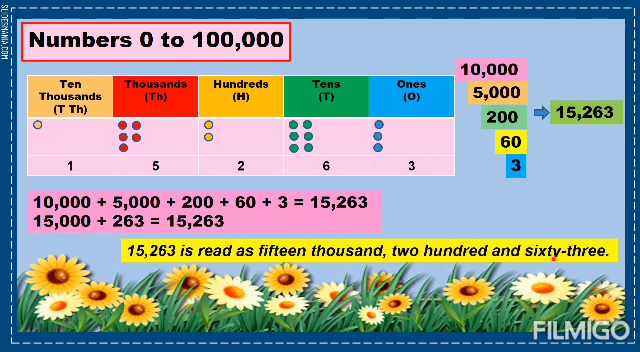 SLIDESMANIA.COM
Numbers 0 to 100,000
Ten Thousands (T Th) Thousands (Th) Hundreds (H) Tens (T) Ones (O)
1 5 2 6 3
10,000
5,000
200
60
3
15,263
10,000 + 5,000 + 200 + 60 + 3 = 15,263
15,000 + 263 = 15,263
15,263 is read as fifteen thousand, two hundred and sixty-three.
FILMIGO